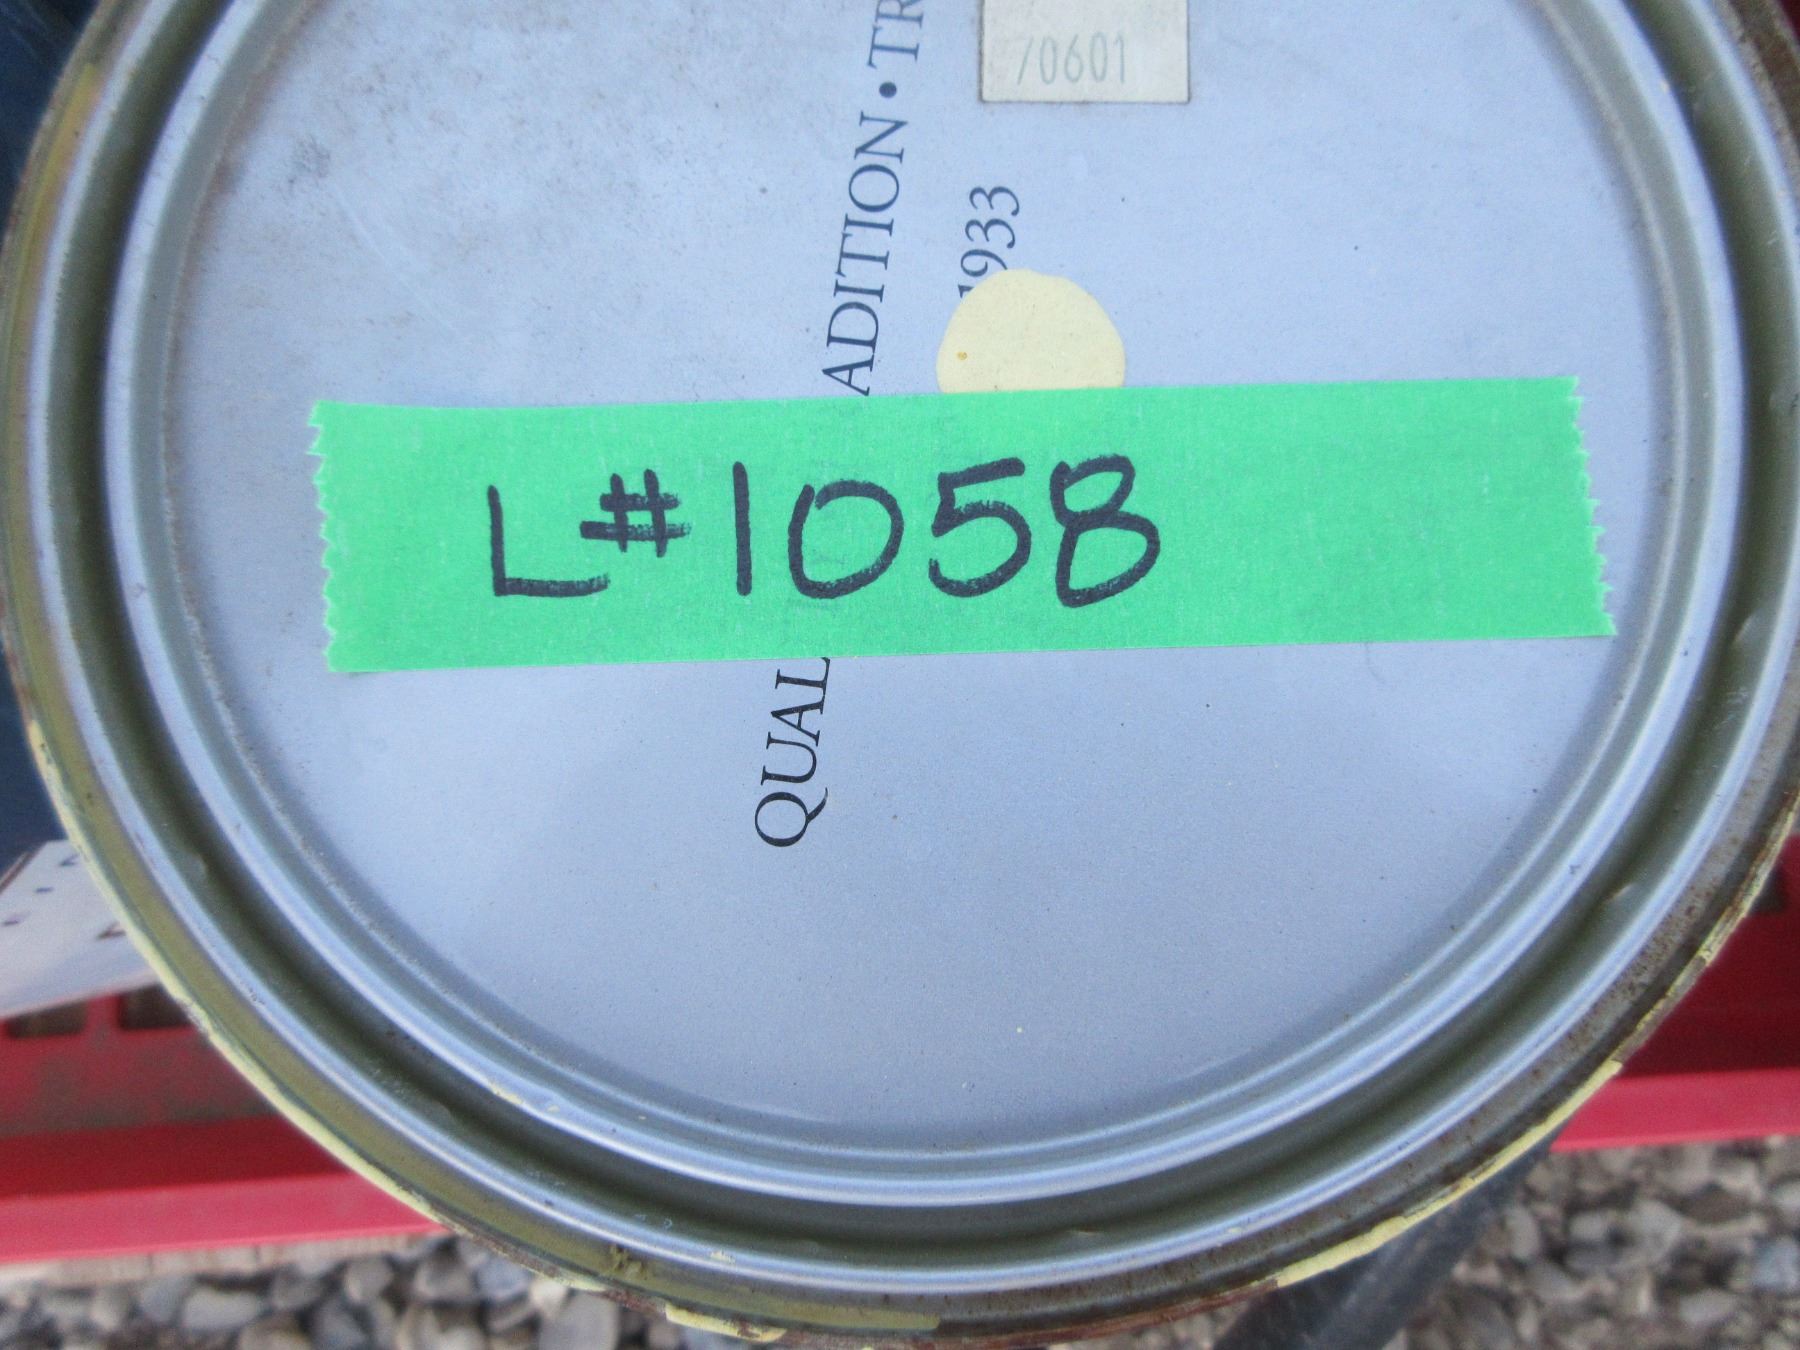 70601
ADITION • TR
1933
L# 1058
QUAL